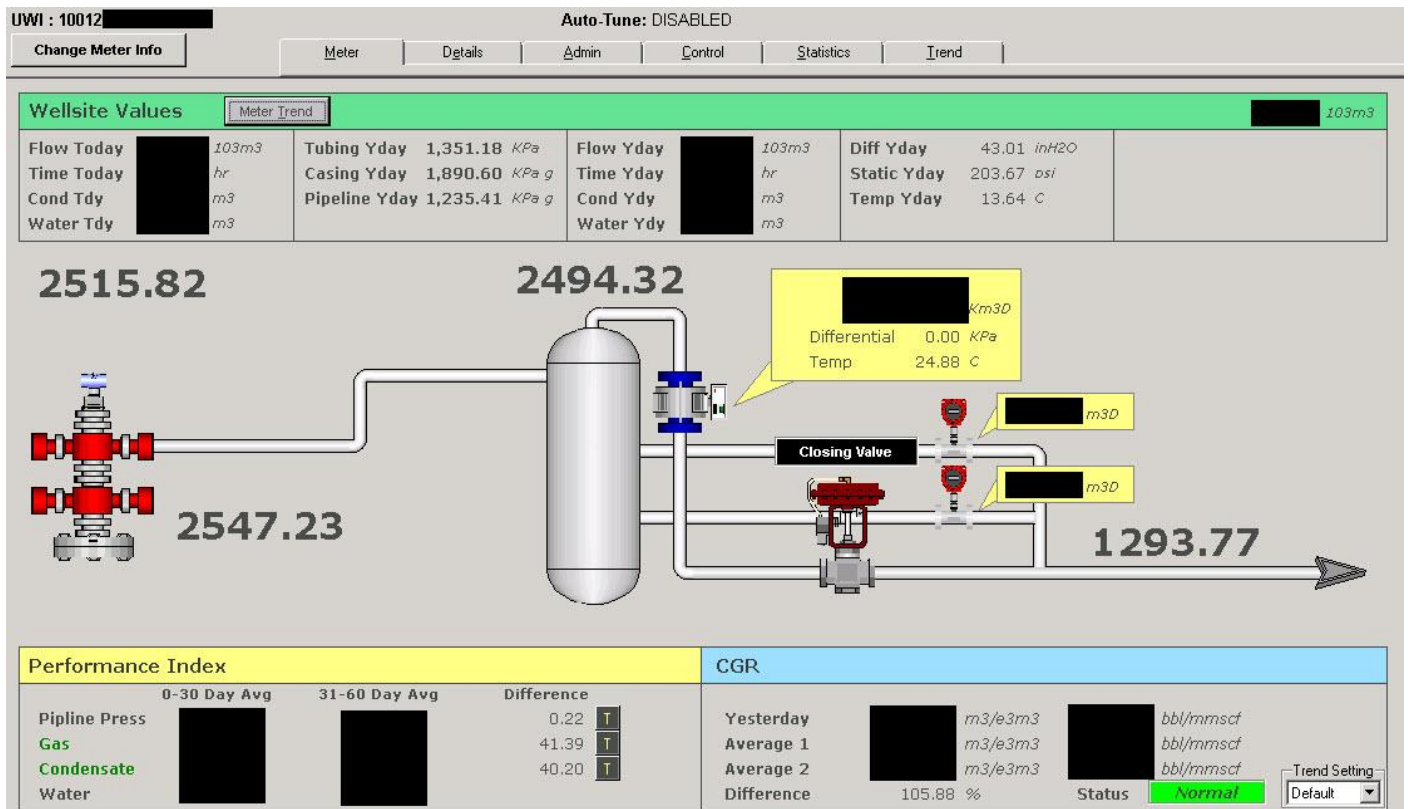 UWI : 10012
Auto-Tune: DISABLED
Change Meter Info
Meter Details Admin Control Statistics Trend
Wellsite Values Meter Trend 103m3
Flow Today 103m3 Tubing Yday 1,351.18 KPa Flow Yday 103m3 Diff Yday 43.01 inH2O
Time Today hr Casing Yday 1,890.60 KPa g Time Yday hr Static Yday 203.67 psi
Cond Tdy m3 Pipeline Yday 1,235.41 KPa g Cond Ydy m3 Temp Yday 13.64 C
Water Tdy m3 Water Ydy m3
2515.82 2494.32
Km3D
Differential 0.00 KPa
Temp 24.88 C
m3D
Closing Valve
m3D
2547.23 1293.77
Performance Index CGR
0-30 Day Avg 31-60 Day Avg Difference
Pipline Press 0.22 T Yesterday m3/e3m3 bbl/mmscf
Gas 41.39 T Average 1 m3/e3m3 bbl/mmscf
Condensate 40.20 T Average 2 m3/e3m3 bbl/mmscf Trend Setting
Water Difference 105.88 % Status Normal Default